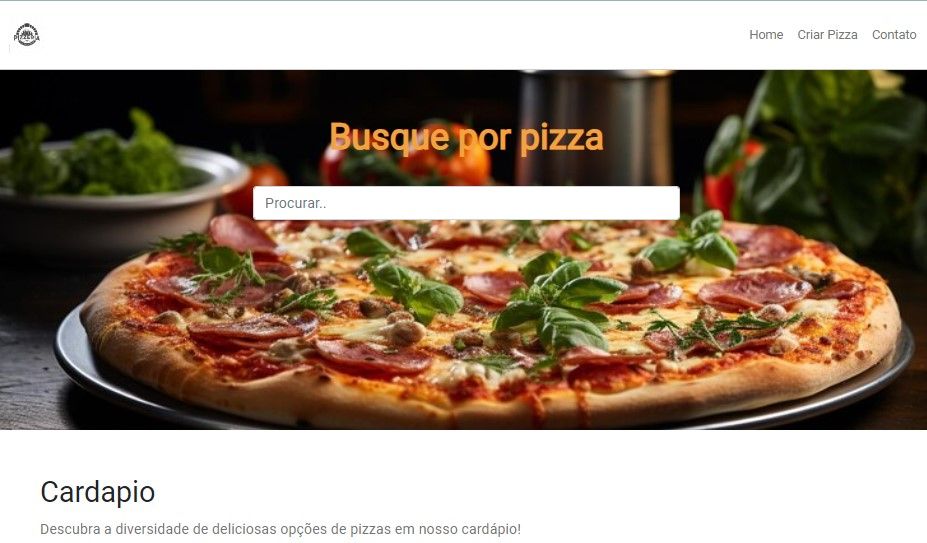 PIZZERIA
Home Criar Pizza Contato
Busque por pizza
Procurar..
Cardapio
Descubra a diversidade de deliciosas opções de pizzas em nosso cardápio!